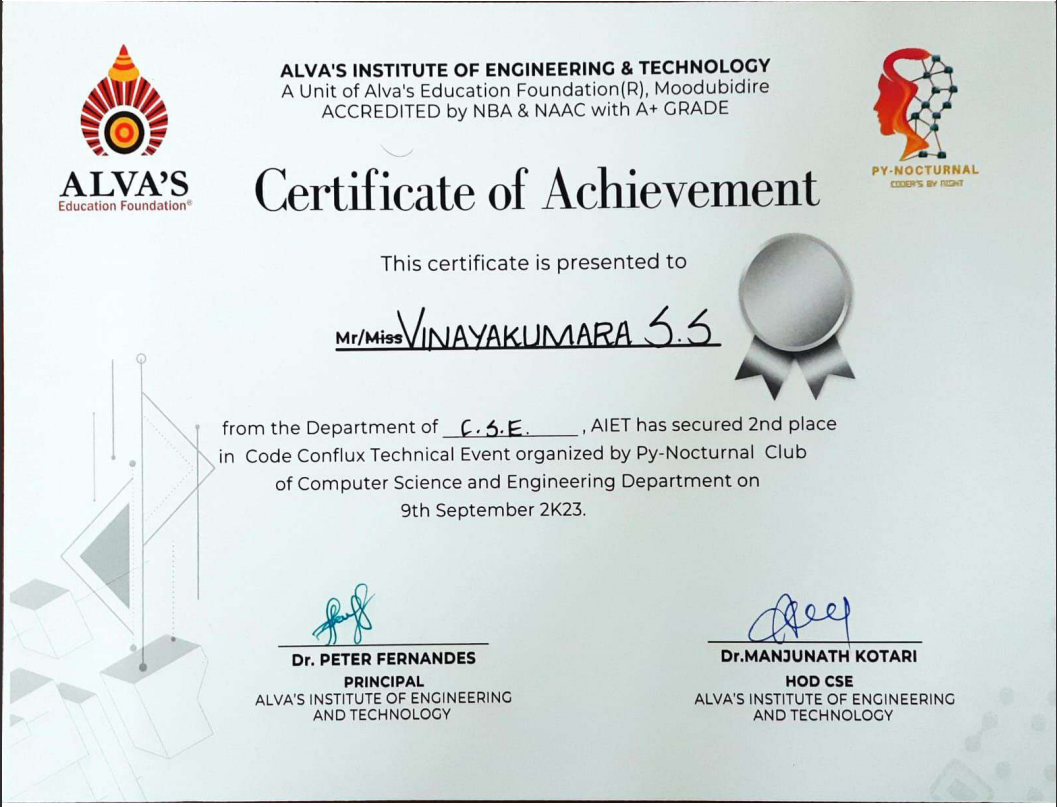 ALVA'S INSTITUTE OF ENGINEERING & TECHNOLOGY
A Unit of Alva's Education Foundation(R), Moodubidire
ACCREDITED by NBA & NAAC with A+ GRADE
ALVA'S
Education Foundation®
PY-NOCTURNAL
CODER'S BY NIGHT
Certificate of Achievement
This certificate is presented to
Mr/Miss VINAYAKUMARA S.S
from the Department of C.S.E. , AIET has secured 2nd place
in Code Conflux Technical Event organized by Py-Nocturnal Club
of Computer Science and Engineering Department on
9th September 2K23.
Dr. PETER FERNANDES
PRINCIPAL
ALVA'S INSTITUTE OF ENGINEERING
AND TECHNOLOGY
Dr.MANJUNATH KOTARI
HOD CSE
ALVA'S INSTITUTE OF ENGINEERING
AND TECHNOLOGY